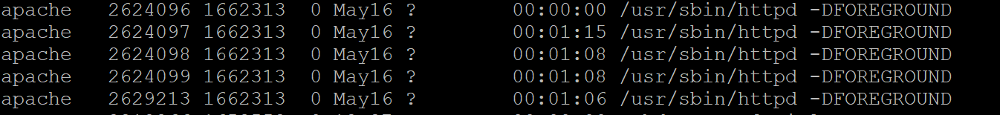 apache   2624096 1662313  0 May16 ?        00:00:00 /usr/sbin/httpd -DFOREGROUND
apache   2624097 1662313  0 May16 ?        00:01:15 /usr/sbin/httpd -DFOREGROUND
apache   2624098 1662313  0 May16 ?        00:01:08 /usr/sbin/httpd -DFOREGROUND
apache   2624099 1662313  0 May16 ?        00:01:08 /usr/sbin/httpd -DFOREGROUND
apache   2629213 1662313  0 May16 ?        00:01:06 /usr/sbin/httpd -DFOREGROUND